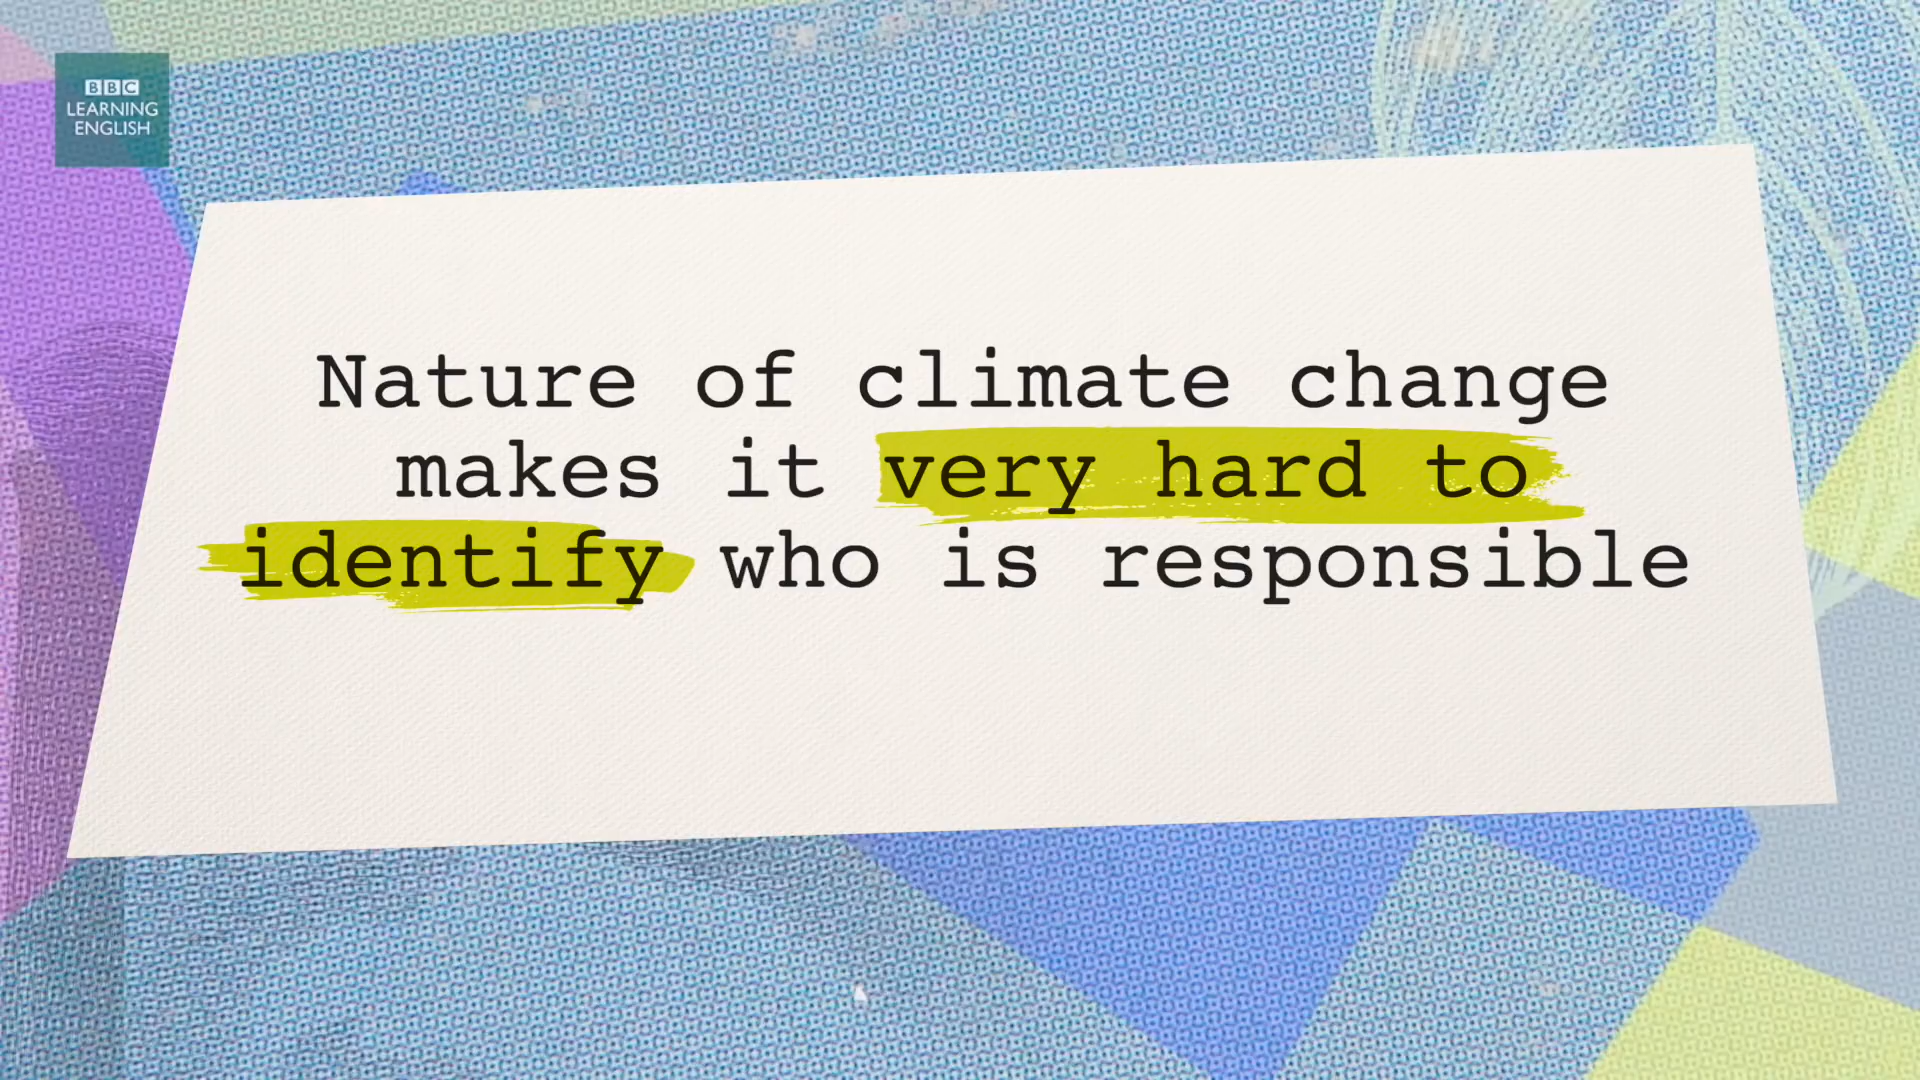 BBC
LEARNING
ENGLISH
Nature of climate change
makes it very hard to
identify who is responsible